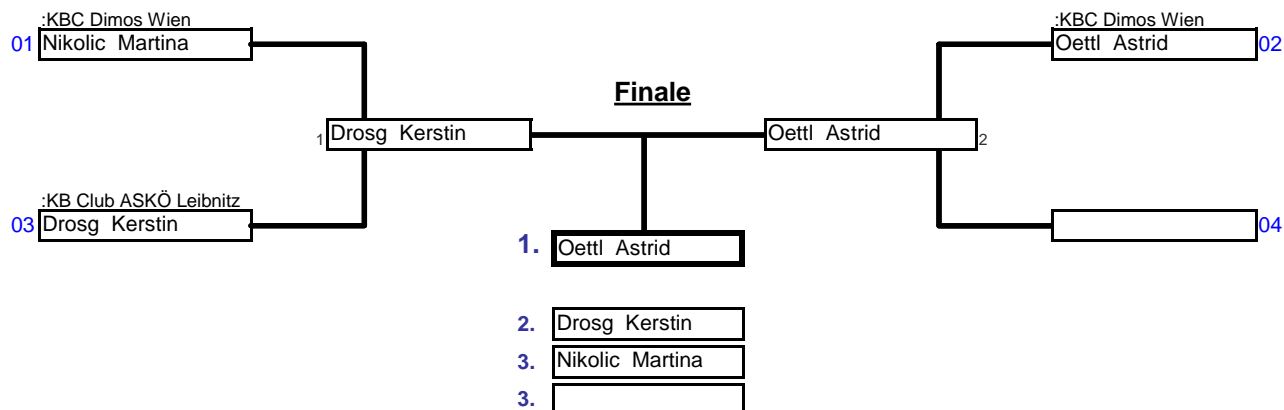 :KBC Dimos Wien
01 Nikolic Martina
:KBC Dimos Wien
Oettl Astrid 02
Finale
1 Drosg Kerstin
Oettl Astrid 2
:KB Club ASKÖ Leibnitz
03 Drosg Kerstin
04
1. Oettl Astrid
2. Drosg Kerstin
3. Nikolic Martina
3.